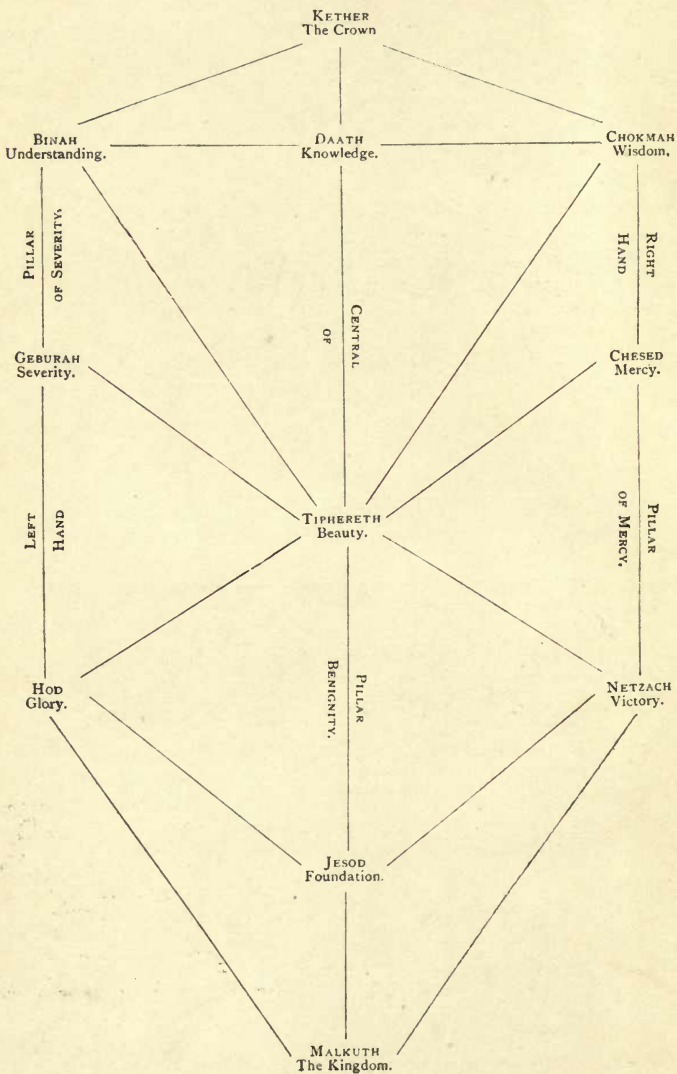 KETHER
The Crown
BINAH
Understanding.
DAATH
Knowledge.
CHOKMAH
Wisdom,
PILLAR
OF SEVERITY.
RIGHT
HAND
CENTRAL
OF
GEBURAH
Severity.
CHESED
Mercy.
LEFT
HAND
TIPHERETH
Beauty.
PILLAR
OF MERCY.
HOD
Glory.
PILLAR
BENIGNITY.
NETZACH
Victory.
JESOD
Foundation.
MALKUTH
The Kingdom.